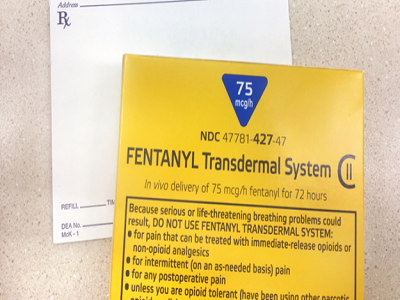 Address
Rx
REFILL
DEA No.
McK-1
75
mcg/h
NDC 47781-427-47
FENTANYL Transdermal System CII
In vivo delivery of 75 mcg/h fentanyl for 72 hours
Because serious or life-threatening breathing problems could
result, DO NOT USE FENTANYL TRANSDERMAL SYSTEM:
• for pain that can be treated with immediate-release opioids or
non-opioid analgesics
• for intermittent (on an as-needed basis) pain
• for any postoperative pain
• unless you are opioid tolerant (have been using other narcotic